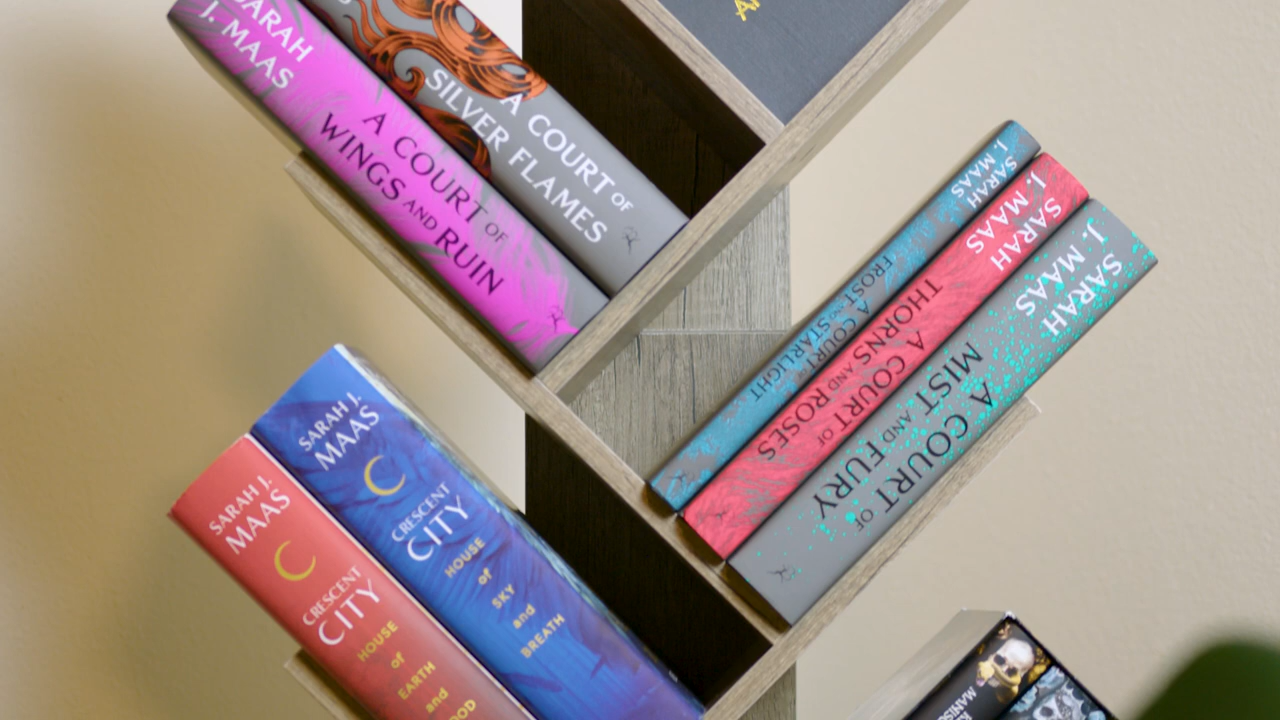 SARAH
J. MAAS
A COURT OF
WINGS AND RUIN
A COURT OF
SILVER FLAMES
SARAH
J. MAAS
A COURT OF
FROST AND STARLIGHT
SARAH
J. MAAS
A COURT OF
THORNS AND ROSES
SARAH
J. MAAS
A COURT OF
MIST AND FURY
SARAH J.
MAAS
CRESCENT
CITY
HOUSE
of
SKY
and
BREATH
SARAH J.
MAAS
CRESCENT
CITY
HOUSE
of
EARTH
and